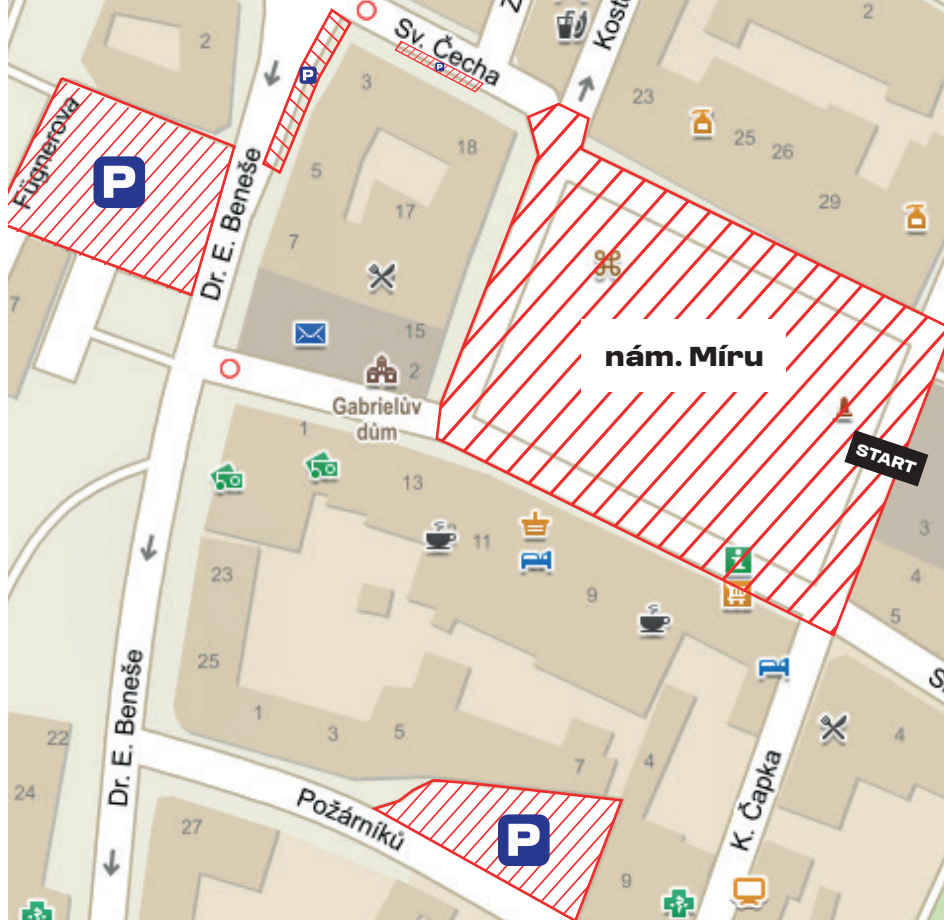 2
Sv. Čecha
Z
Kosto
2
P
P
3
23
25
26
18
5
Fügnerova
P
Dr. E. Beneše
17
29
7
7
15
2
nám. Míru
Gabrielův
dům
START
1
13
11
3
23
9
4
5
25
1
3
5
Dr. E. Beneše
22
7
4
4
24
27
Požárníků
P
K. Čapka
9